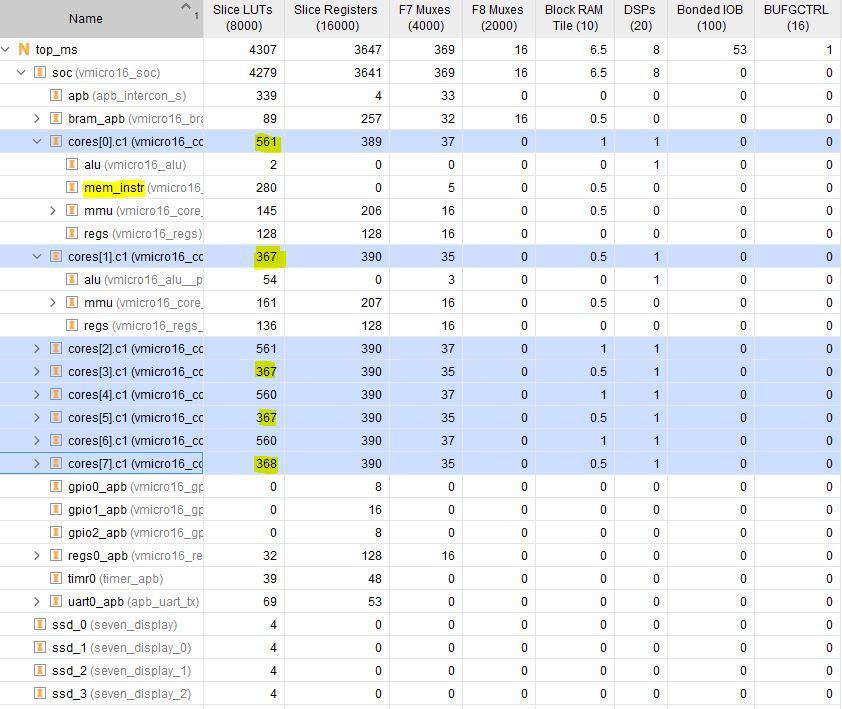 Name 1 Slice LUTs (8000) Slice Registers (16000) F7 Muxes (4000) F8 Muxes (2000) Block RAM Tile (10) DSPs (20) Bonded IOB (100) BUFGCTRL (16)
N top_ms 4307 3647 369 16 6.5 8 53 1
soc (vmicro16_soc) 4279 3641 369 16 6.5 8 0 0
apb (apb_intercon_s) 339 4 33 0 0 0 0 0
bram_apb (vmicro16_bra 89 257 32 16 0.5 0 0 0
cores[0].c1 (vmicro16_co 561 389 37 0 1 1 0 0
alu (vmicro16_alu) 2 0 0 0 0 1 0 0
mem_instr (vmicro16_ 280 0 5 0 0.5 0 0 0
mmu (vmicro16_core_ 145 206 16 0 0.5 0 0 0
regs (vmicro16_regs) 128 128 16 0 0 0 0 0
cores[1].c1 (vmicro16_co 367 390 35 0 0.5 1 0 0
alu (vmicro16_alu__p 54 0 3 0 0 1 0 0
mmu (vmicro16_core_ 161 207 16 0 0.5 0 0 0
regs (vmicro16_regs_ 136 128 16 0 0 0 0 0
cores[2].c1 (vmicro16_co 561 390 37 0 1 1 0 0
cores[3].c1 (vmicro16_co 367 390 35 0 0.5 1 0 0
cores[4].c1 (vmicro16_co 560 390 37 0 1 1 0 0
cores[5].c1 (vmicro16_co 367 390 35 0 0.5 1 0 0
cores[6].c1 (vmicro16_co 560 390 37 0 1 1 0 0
cores[7].c1 (vmicro16_co 368 390 35 0 0.5 1 0 0
gpio0_apb (vmicro16_gp 0 8 0 0 0 0 0 0
gpio1_apb (vmicro16_gp 0 16 0 0 0 0 0 0
gpio2_apb (vmicro16_gp 0 8 0 0 0 0 0 0
regs0_apb (vmicro16_re 32 128 16 0 0 0 0 0
timr0 (timer_apb) 39 48 0 0 0 0 0 0
uart0_apb (apb_uart_tx) 69 53 0 0 0 0 0 0
ssd_0 (seven_display) 4 0 0 0 0 0 0 0
ssd_1 (seven_display_0) 4 0 0 0 0 0 0 0
ssd_2 (seven_display_1) 4 0 0 0 0 0 0 0
ssd_3 (seven_display_2) 4 0 0 0 0 0 0 0